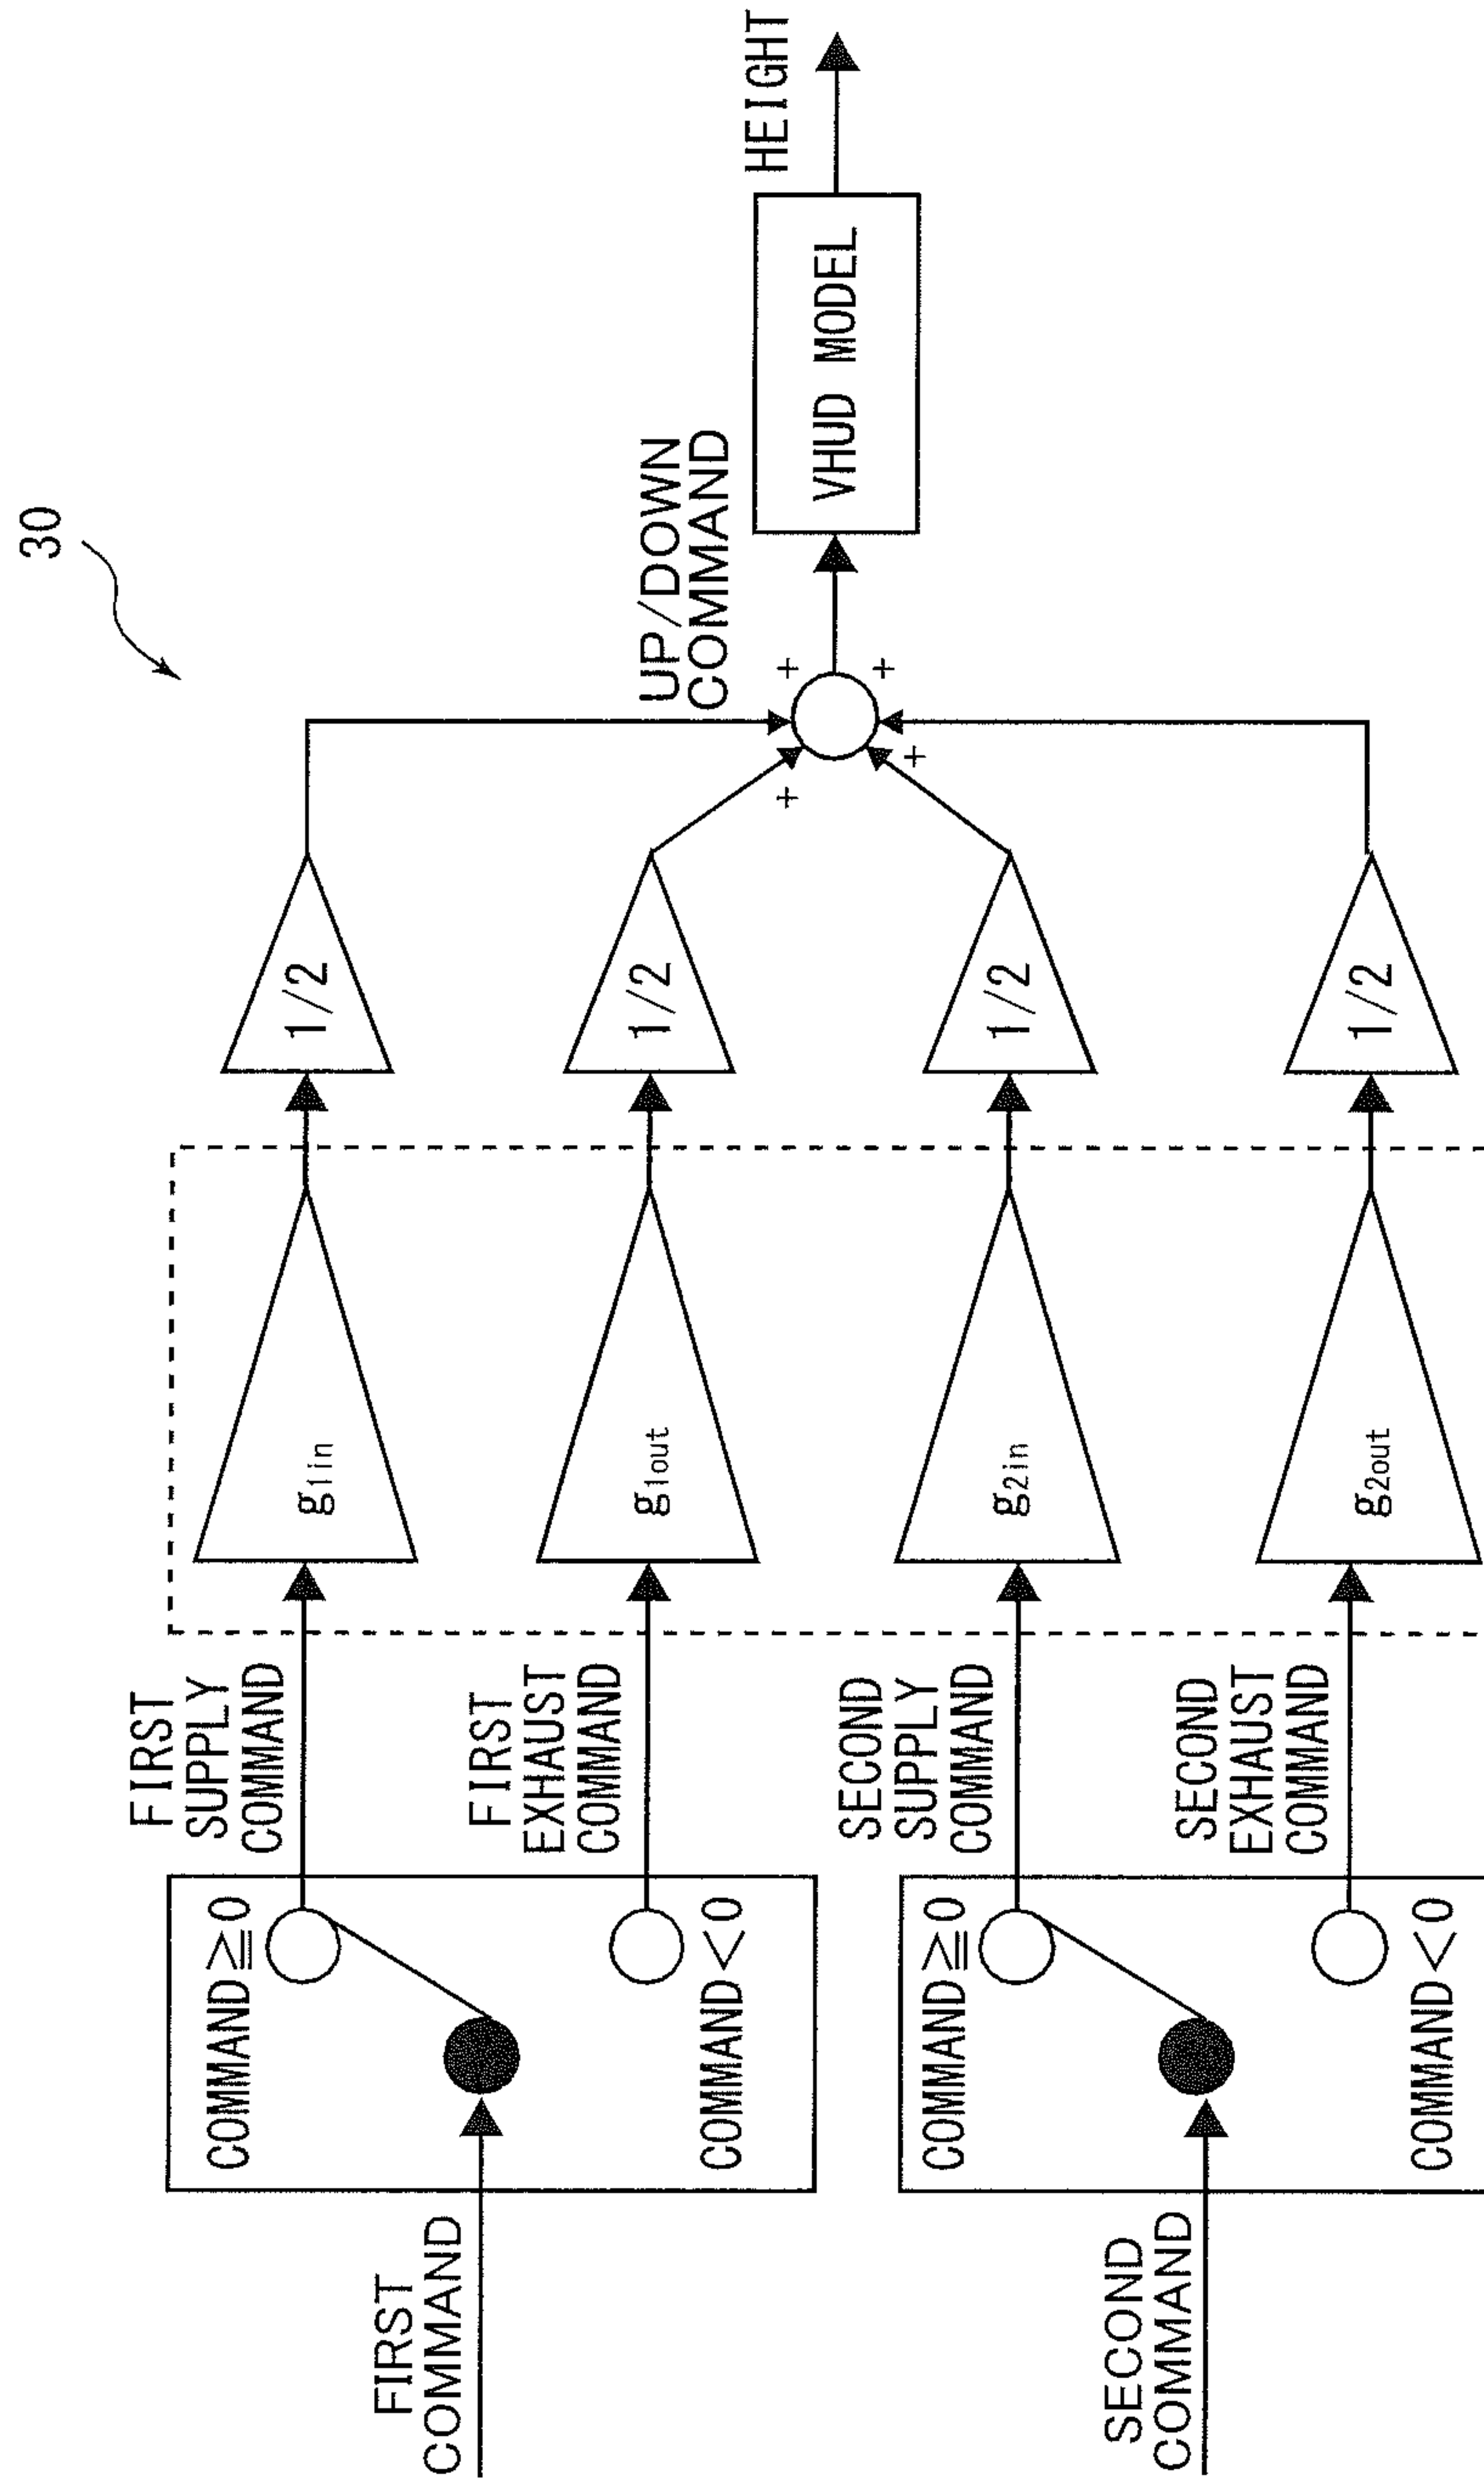 30
FIRST
COMMAND
COMMAND≧0
COMMAND<0
FIRST
SUPPLY
COMMAND
FIRST
EXHAUST
COMMAND
SECOND
COMMAND
COMMAND≧0
COMMAND<0
SECOND
SUPPLY
COMMAND
SECOND
EXHAUST
COMMAND
g1in
g1out
g2in
g2out
1/2
1/2
1/2
1/2
+
+
+
+
UP/DOWN
COMMAND
VHUD MODEL
HEIGHT